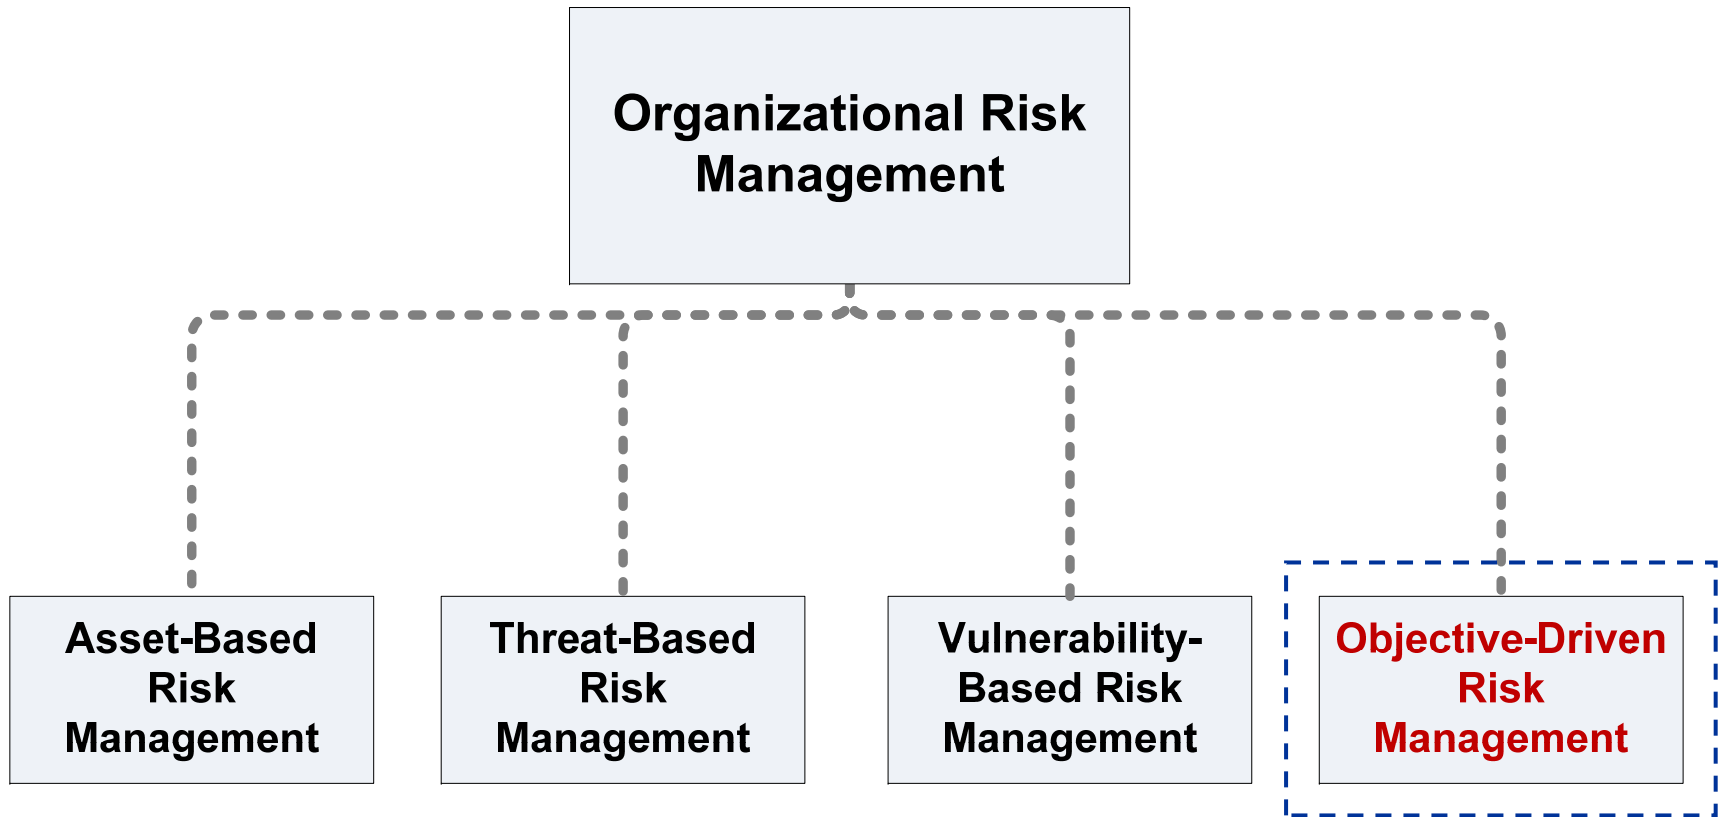 Organizational Risk
Management
Asset-Based
Risk
Management
Threat-Based
Risk
Management
Vulnerability-
Based Risk
Management
Objective-Driven
Risk
Management